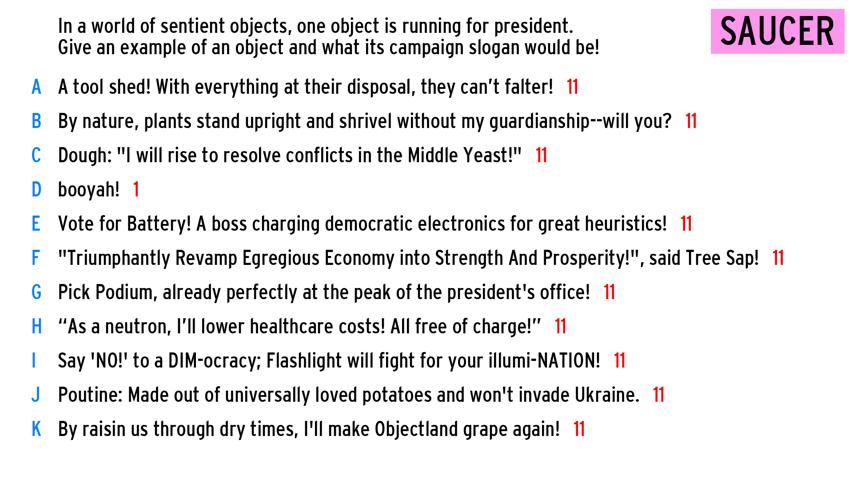 In a world of sentient objects, one object is running for president.
Give an example of an object and what its campaign slogan would be!
SAUCER
A A tool shed! With everything at their disposal, they can’t falter! 11
B By nature, plants stand upright and shrivel without my guardianship--will you? 11
C Dough: "I will rise to resolve conflicts in the Middle Yeast!" 11
D booyah! 1
E Vote for Battery! A boss charging democratic electronics for great heuristics! 11
F "Triumphantly Revamp Egregious Economy into Strength And Prosperity!", said Tree Sap! 11
G Pick Podium, already perfectly at the peak of the president's office! 11
H “As a neutron, I’ll lower healthcare costs! All free of charge!” 11
I Say 'NO!' to a DIM-ocracy; Flashlight will fight for your illumi-NATION! 11
J Poutine: Made out of universally loved potatoes and won't invade Ukraine. 11
K By raisin us through dry times, I'll make Objectland grape again! 11